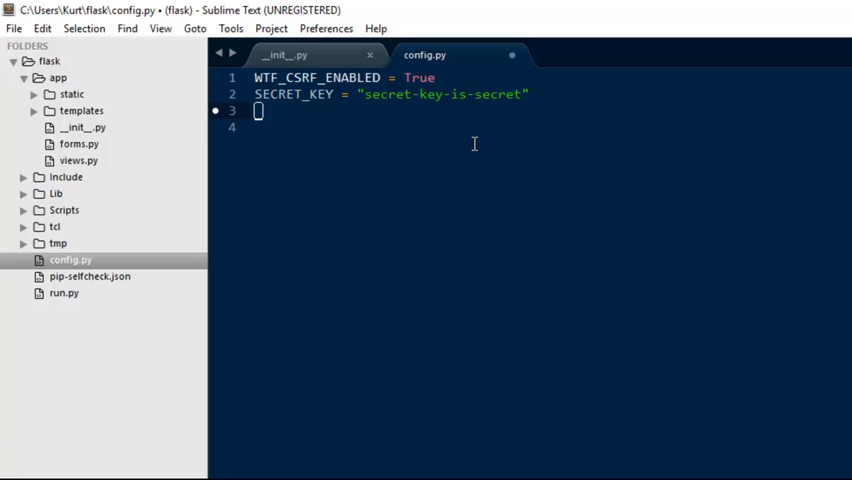 C:\Users\Kurt\flask\config.py • (flask) - Sublime Text (UNREGISTERED)
File Edit Selection Find View Goto Tools Project Preferences Help
FOLDERS
flask
app
static
templates
__init__.py
forms.py
views.py
Include
Lib
Scripts
tcl
tmp
config.py
pip-selfcheck.json
run.py
__init__.py × config.py
1 WTF_CSRF_ENABLED = True
2 SECRET_KEY = "secret-key-is-secret"
3
4